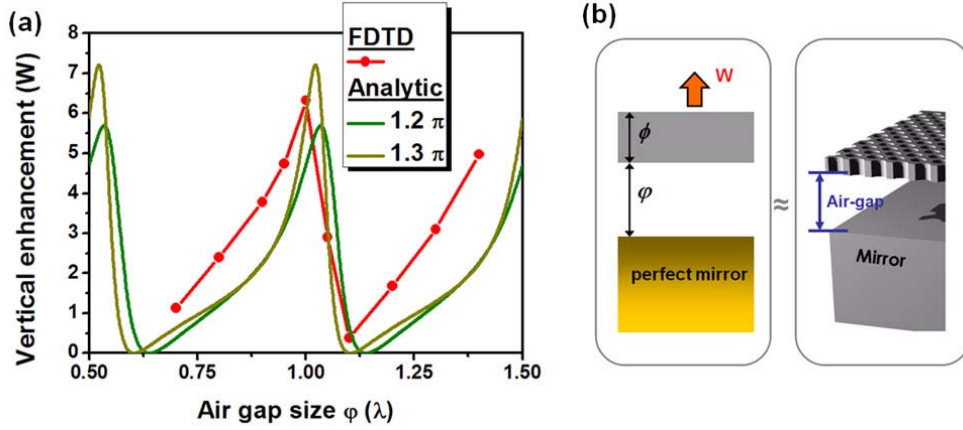 (a)
Vertical enhancement (W)
8
7
6
5
4
3
2
1
0
0.50 0.75 1.00 1.25 1.50
Air gap size φ (λ)
FDTD
Analytic
1.2 π
1.3 π
(b)
W
ϕ
φ
perfect mirror
≈
Air-gap
Mirror